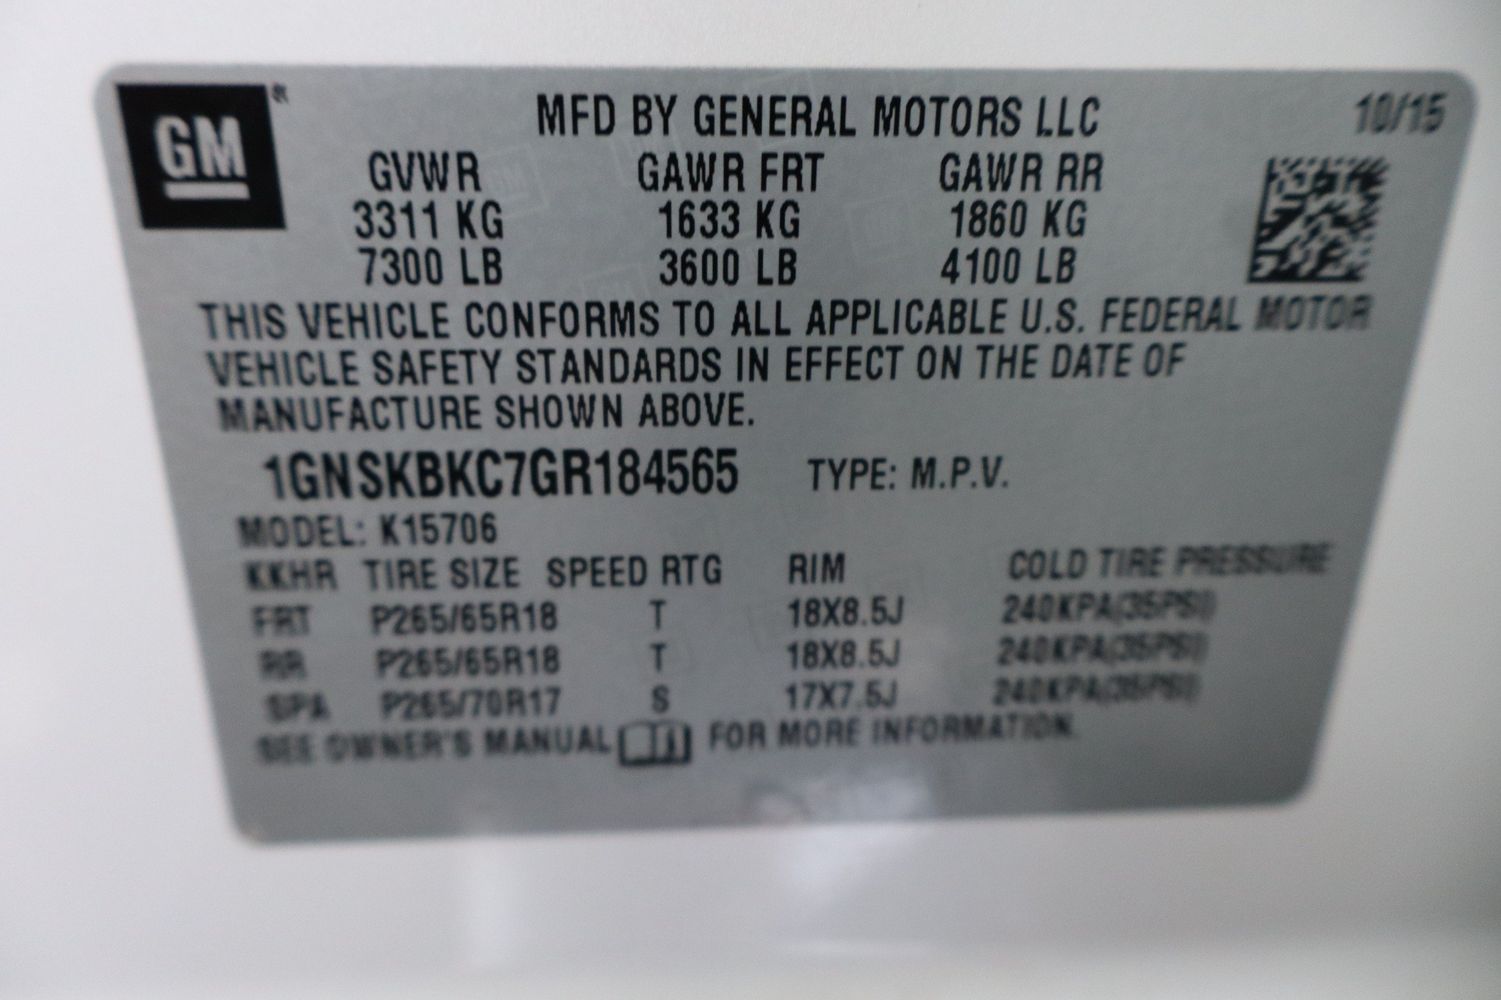 GM ®
MFD BY GENERAL MOTORS LLC 10/15
GVWR GAWR FRT GAWR RR
3311 KG 1633 KG 1860 KG
7300 LB 3600 LB 4100 LB
THIS VEHICLE CONFORMS TO ALL APPLICABLE U.S. FEDERAL MOTOR
VEHICLE SAFETY STANDARDS IN EFFECT ON THE DATE OF
MANUFACTURE SHOWN ABOVE.
1GNSKBKC7GR184565 TYPE: M.P.V.
MODEL: K15706
KKHR TIRE SIZE SPEED RTG RIM COLD TIRE PRESSURE
FRT P265/65R18 T 18X8.5J 240KPA(35PSI)
RR P265/65R18 T 18X8.5J 240KPA(35PSI)
SPA P265/70R17 S 17X7.5J 240KPA(35PSI)
SEE OWNER'S MANUAL FOR MORE INFORMATION.